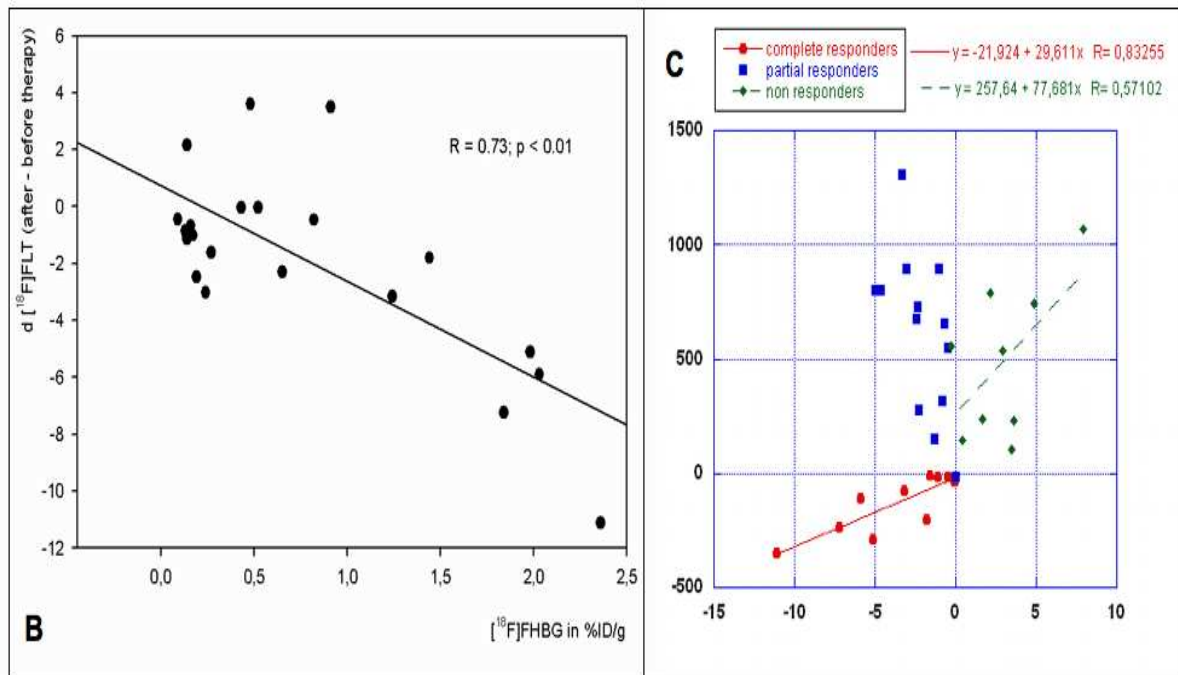 6
4
2
0
-2
-4
-6
-8
-10
-12
d [18F]FLT (after - before therapy)
R = 0.73; p < 0.01
0,0 0,5 1,0 1,5 2,0 2,5
B
[18F]FHBG in %ID/g
C
complete responders
partial responders
non responders
y = -21,924 + 29,611x R= 0,83255
y = 257,64 + 77,681x R= 0,57102
1500
1000
500
0
-500
-15 -10 -5 0 5 10